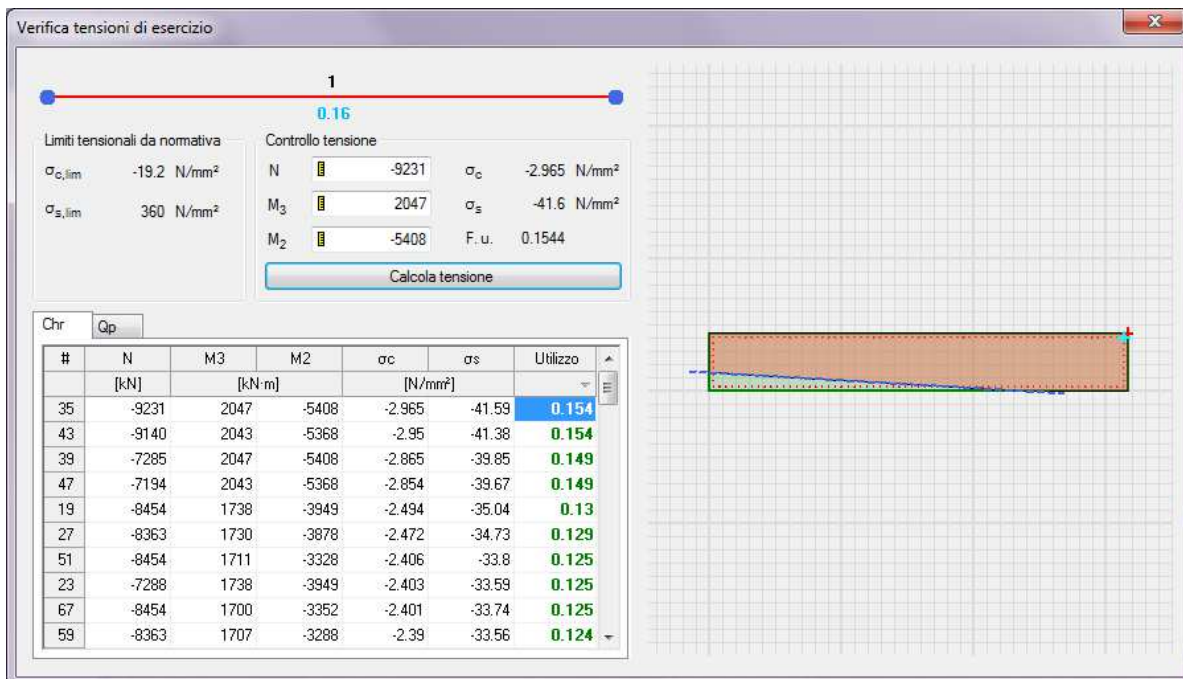 Verifica tensioni di esercizio
1
0.16
Limiti tensionali da normativa
σc,lim -19.2 N/mm²
σs,lim 360 N/mm²
Controllo tensione
N -9231 σc -2.965 N/mm²
M3 2047 σs -41.6 N/mm²
M2 -5408 F. u. 0.1544
Calcola tensione
Chr Qp
# N M3 M2 σc σs Utilizzo
[kN] [kN·m] [N/mm²]
35 -9231 2047 -5408 -2.965 -41.59 0.154
43 -9140 2043 -5368 -2.95 -41.38 0.154
39 -7285 2047 -5408 -2.865 -39.85 0.149
47 -7194 2043 -5368 -2.854 -39.67 0.149
19 -8454 1738 -3949 -2.494 -35.04 0.13
27 -8363 1730 -3878 -2.472 -34.73 0.129
51 -8454 1711 -3328 -2.406 -33.8 0.125
23 -7288 1738 -3949 -2.403 -33.59 0.125
67 -8454 1700 -3352 -2.401 -33.74 0.125
59 -8363 1707 -3288 -2.39 -33.56 0.124